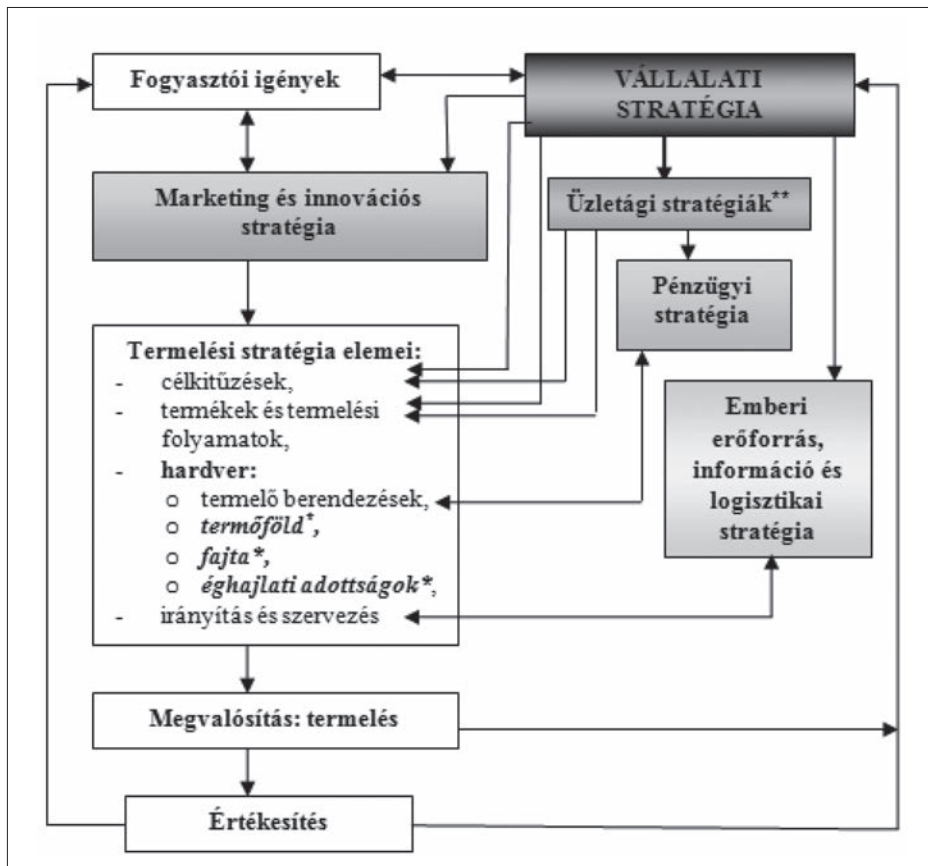 Fogyasztói igények
VÁLLALATI
STRATÉGIA
Marketing és innovációs
stratégia
Üzletági stratégiák**
Pénzügyi
stratégia
Termelési stratégia elemei:
- célkitűzések,
- termékek és termelési
folyamatok,
- hardver:
o termelő berendezések,
o termőföld*,
o fajta*,
o éghajlati adottságok*,
- irányítás és szervezés
Emberi
erőforrás,
információ és
logisztikai
stratégia
Megvalósítás: termelés
Értékesítés